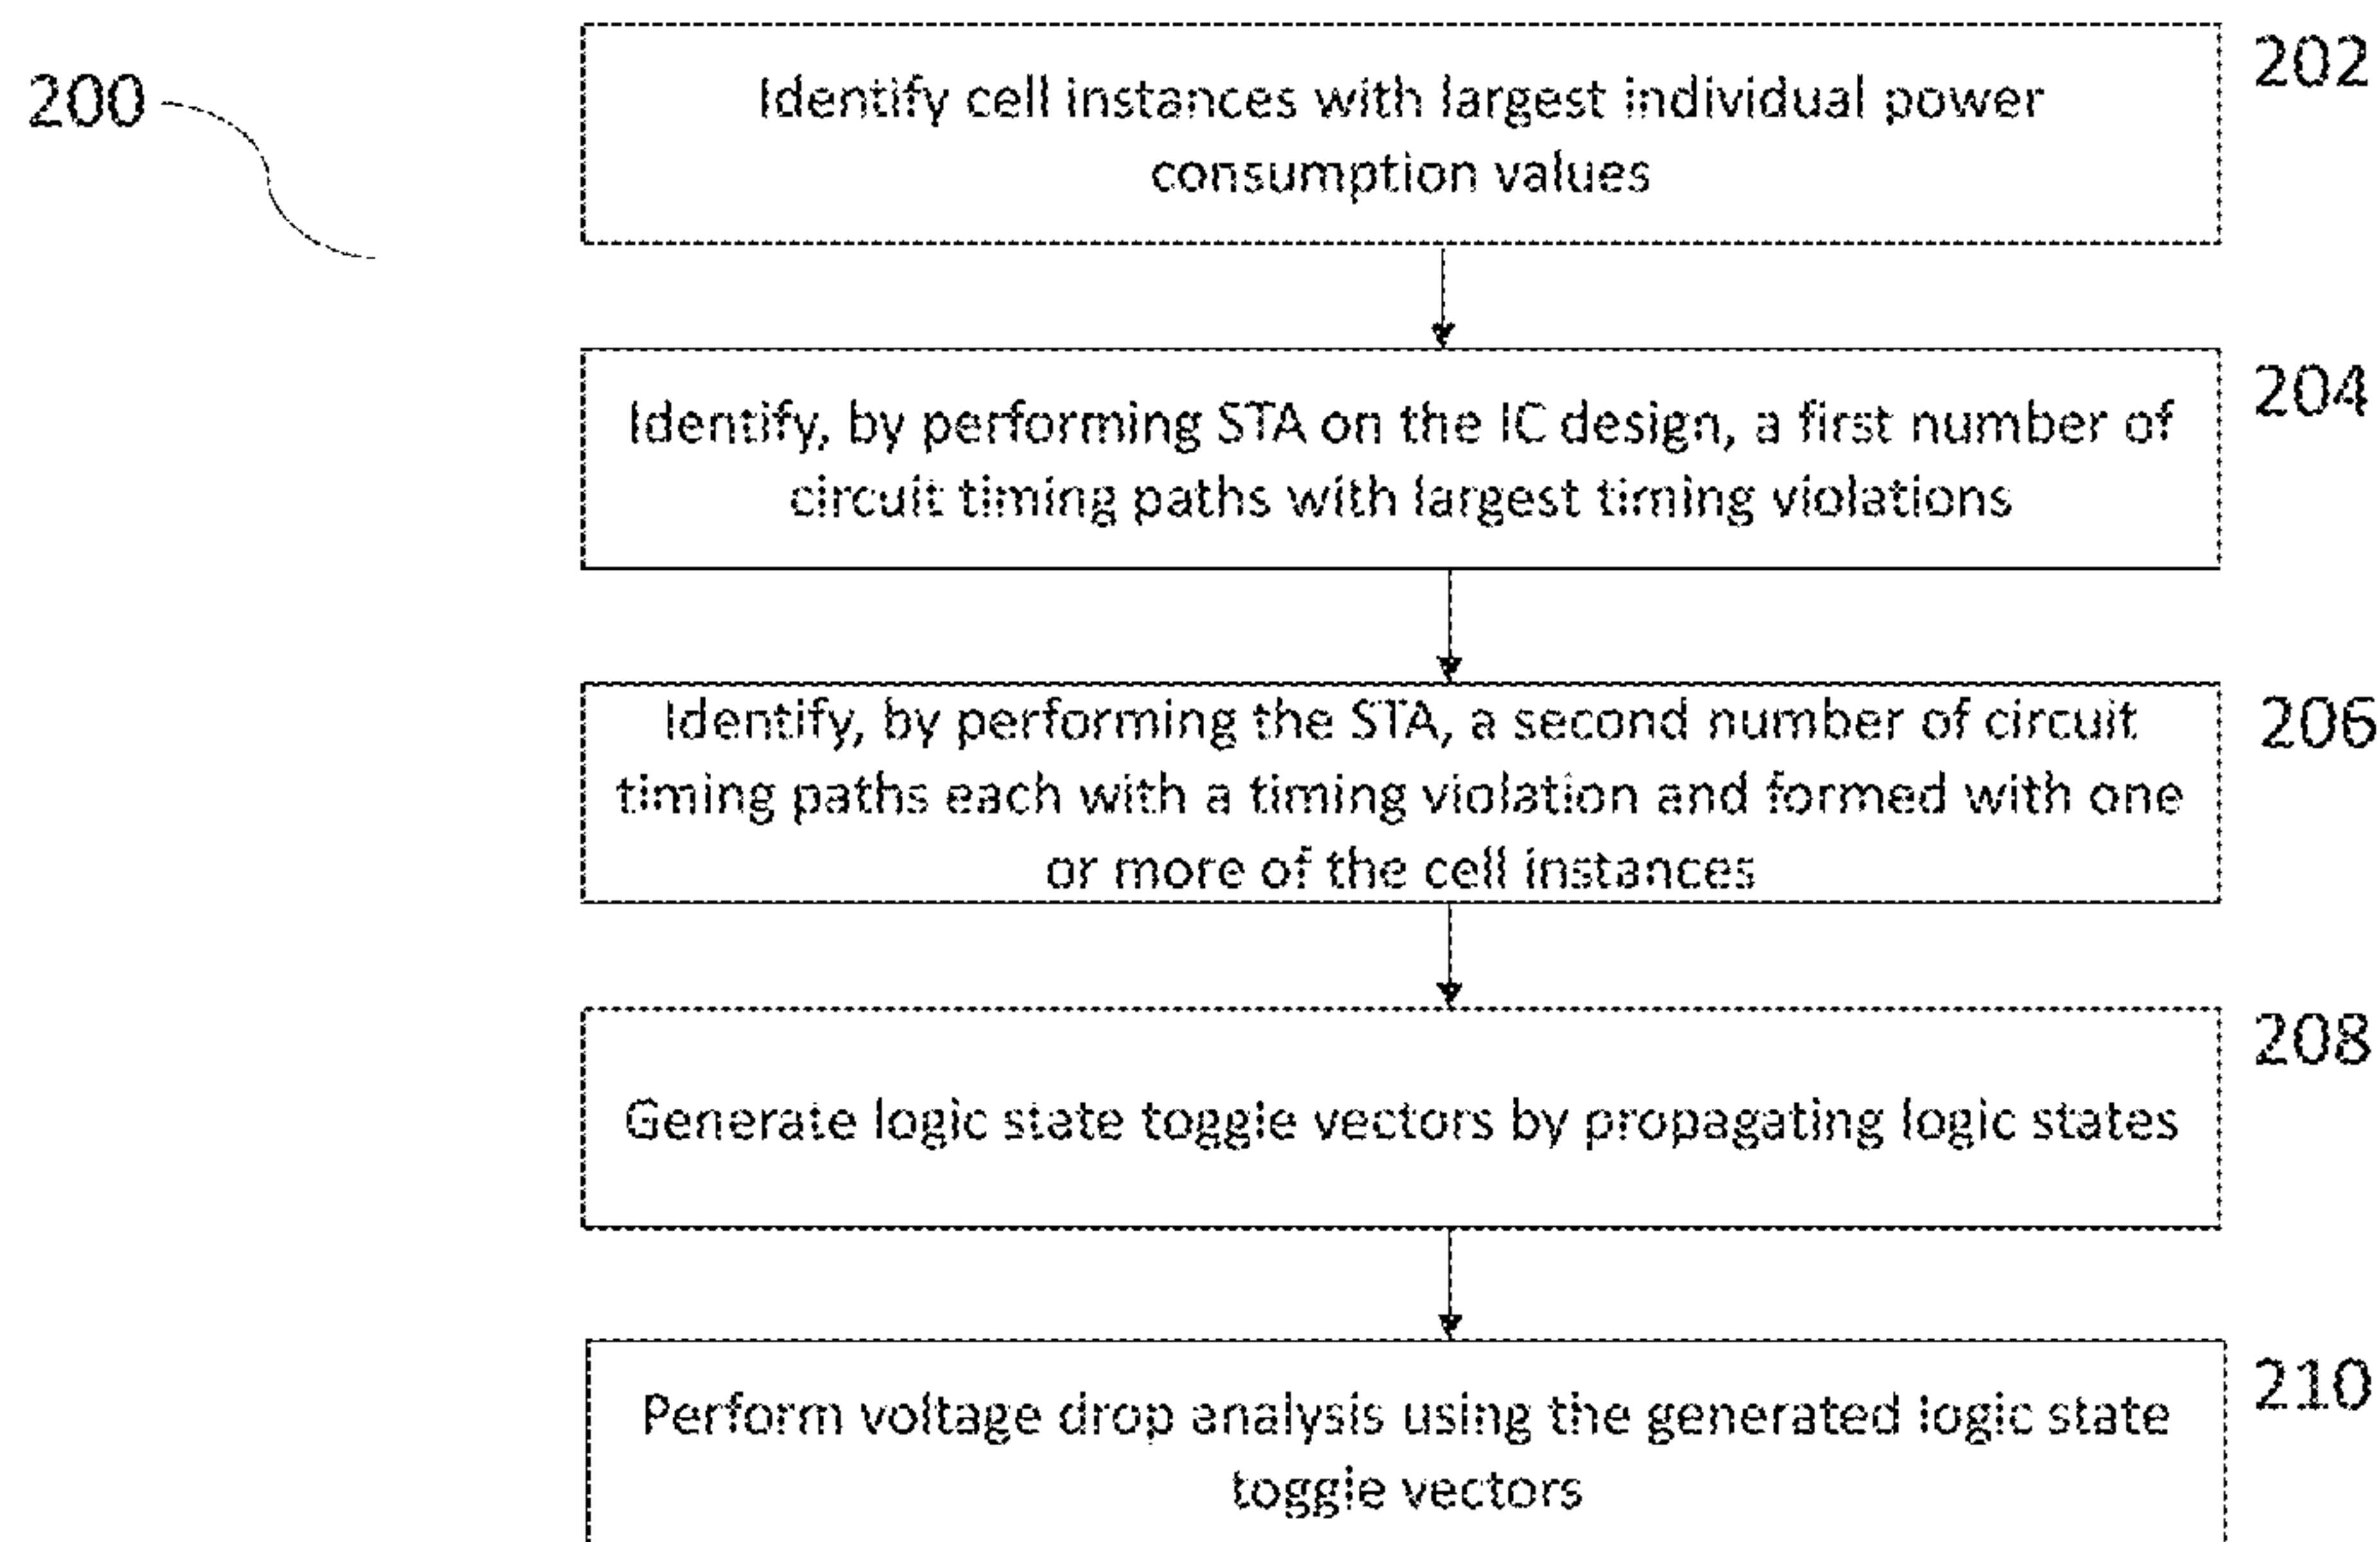 200
202
Identify cell instances with largest individual power
consumption values
204
Identify, by performing STA on the IC design, a first number of
circuit timing paths with largest timing violations
206
Identify, by performing the STA, a second number of circuit
timing paths each with a timing violation and formed with one
or more of the cell instances
208
Generate logic state toggle vectors by propagating logic states
210
Perform voltage drop analysis using the generated logic state
toggle vectors